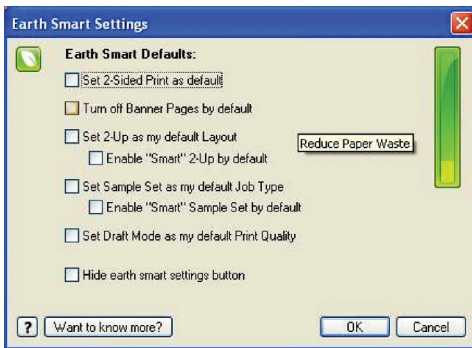 Earth Smart Settings
Earth Smart Defaults:
Set 2-Sided Print as default
Turn off Banner Pages by default
Set 2-Up as my default Layout
Reduce Paper Waste
Enable "Smart" 2-Up by default
Set Sample Set as my default Job Type
Enable "Smart" Sample Set by default
Set Draft Mode as my default Print Quality
Hide earth smart settings button
? Want to know more? OK Cancel